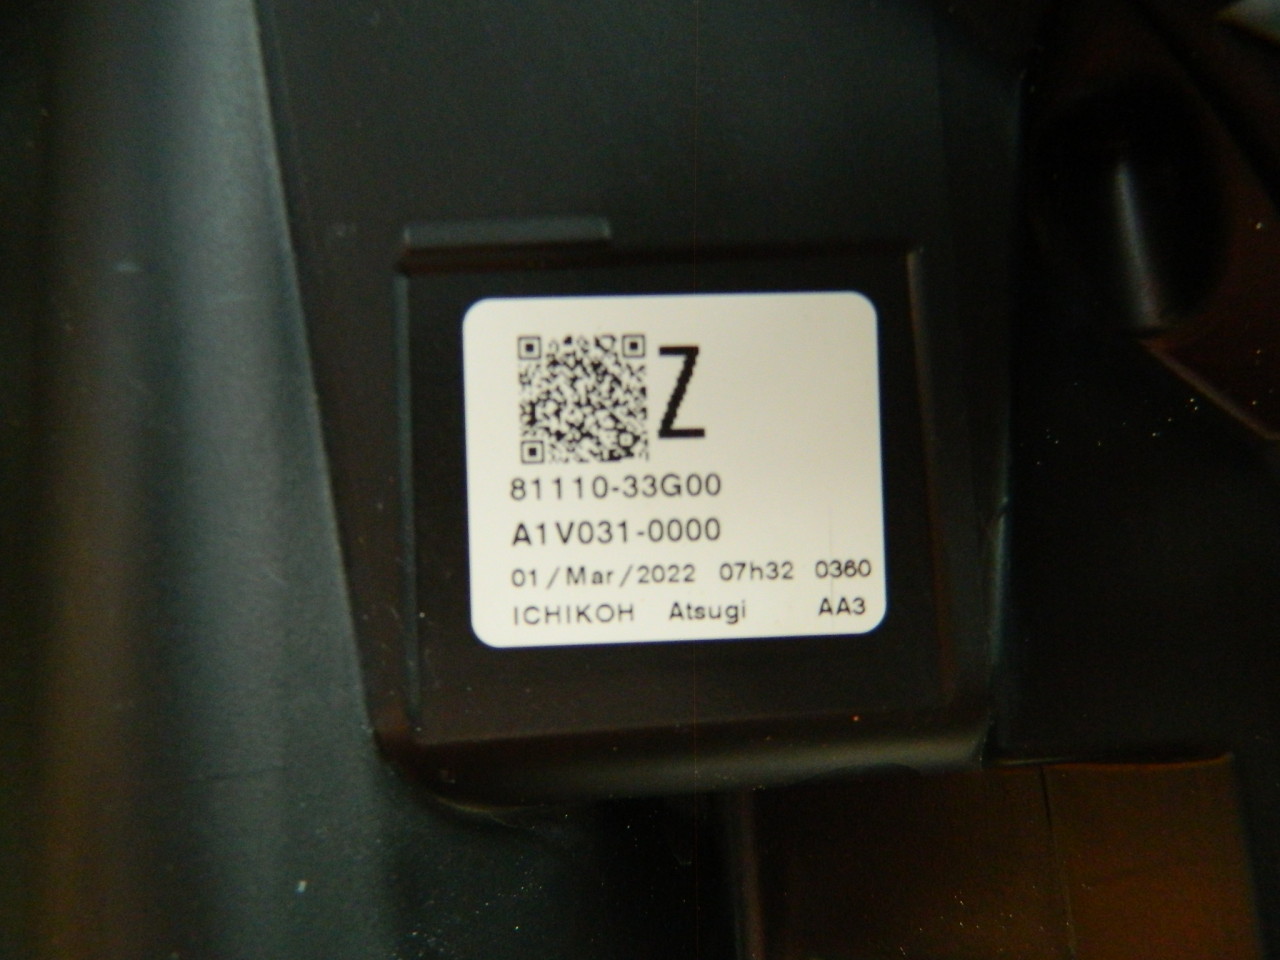 Z
81110-33G00
A1V031-0000
01/Mar/2022 07h32 0360
ICHIKOH Atsugi AA3